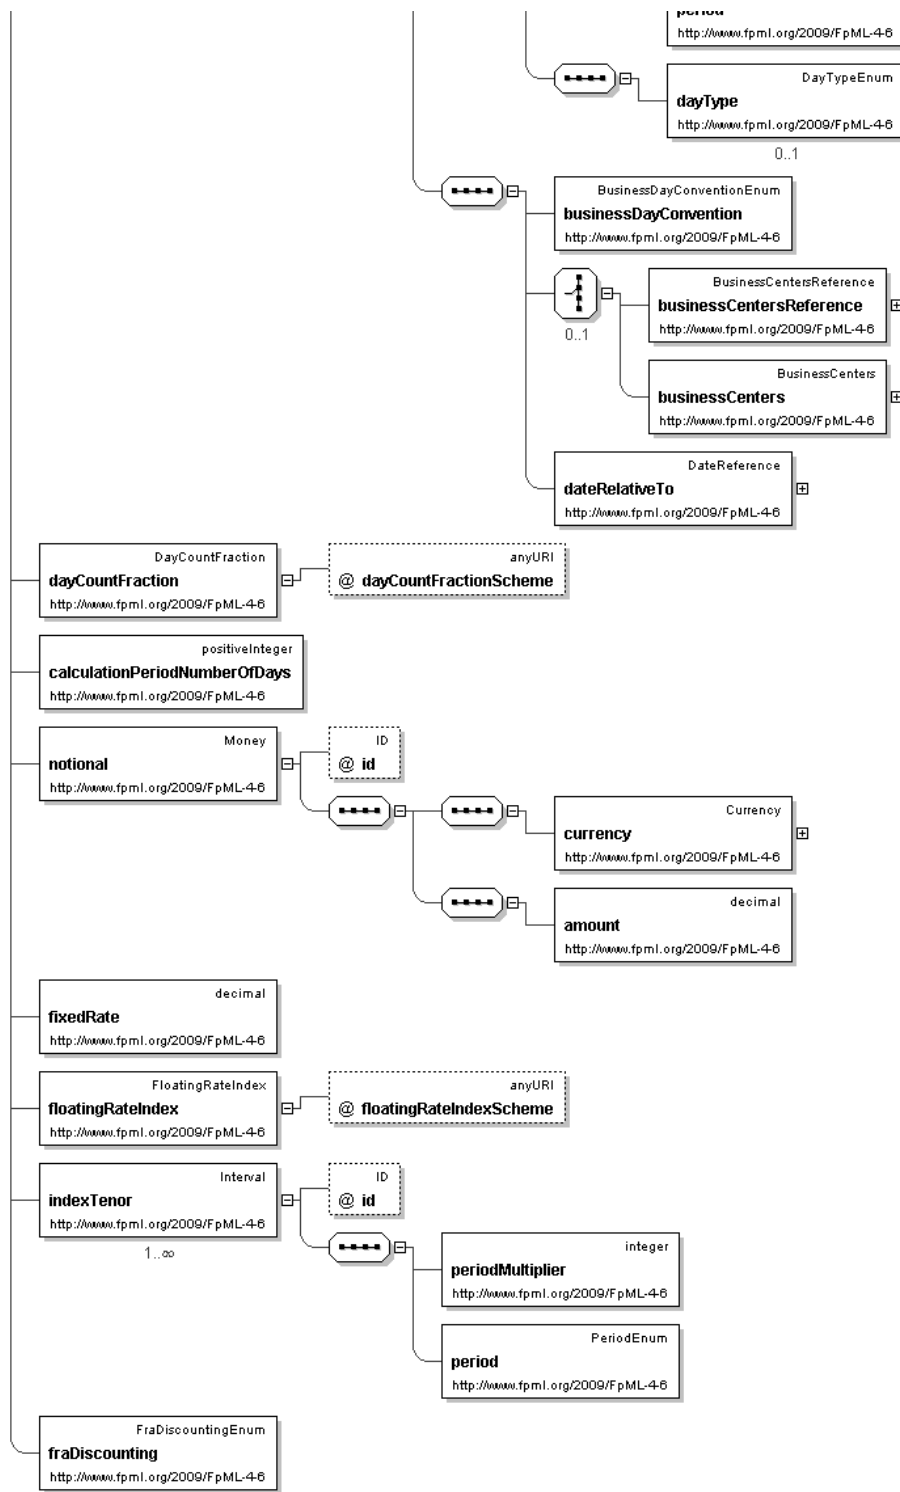 period
http://www.fpml.org/2009/FpML-4-6
DayTypeEnum
dayType
http://www.fpml.org/2009/FpML-4-6
0..1
BusinessDayConventionEnum
businessDayConvention
http://www.fpml.org/2009/FpML-4-6
0..1
BusinessCentersReference
businessCentersReference
http://www.fpml.org/2009/FpML-4-6
BusinessCenters
businessCenters
http://www.fpml.org/2009/FpML-4-6
DateReference
dateRelativeTo
http://www.fpml.org/2009/FpML-4-6
DayCountFraction
dayCountFraction
http://www.fpml.org/2009/FpML-4-6
anyURI
@ dayCountFractionScheme
positiveInteger
calculationPeriodNumberOfDays
http://www.fpml.org/2009/FpML-4-6
Money
notional
http://www.fpml.org/2009/FpML-4-6
ID
@ id
Currency
currency
http://www.fpml.org/2009/FpML-4-6
decimal
amount
http://www.fpml.org/2009/FpML-4-6
decimal
fixedRate
http://www.fpml.org/2009/FpML-4-6
FloatingRateIndex
floatingRateIndex
http://www.fpml.org/2009/FpML-4-6
anyURI
@ floatingRateIndexScheme
Interval
indexTenor
http://www.fpml.org/2009/FpML-4-6
1..∞
ID
@ id
integer
periodMultiplier
http://www.fpml.org/2009/FpML-4-6
PeriodEnum
period
http://www.fpml.org/2009/FpML-4-6
FraDiscountingEnum
fraDiscounting
http://www.fpml.org/2009/FpML-4-6